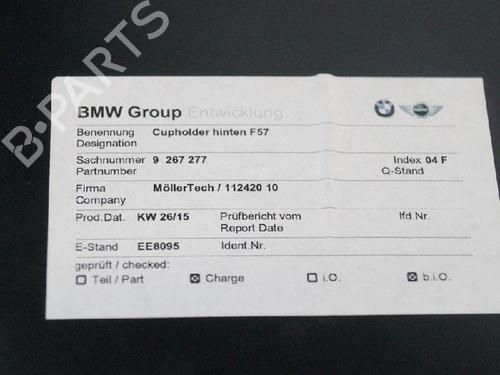 B-PARTS
BMW Group Entwicklung
Benennung Cupholder hinten F57
Designation
Sachnummer 9 267 277 Index 04 F
Partnumber Q-Stand
Firma MöllerTech / 112420 10
Company
Prod.Dat. KW 26/15 Prüfbericht vom lfd.Nr.
Report Date
E-Stand EE8095 Ident.Nr.
geprüft / checked:
☐ Teil / Part ☒ Charge ☐ i.O. ☒ b.i.O.